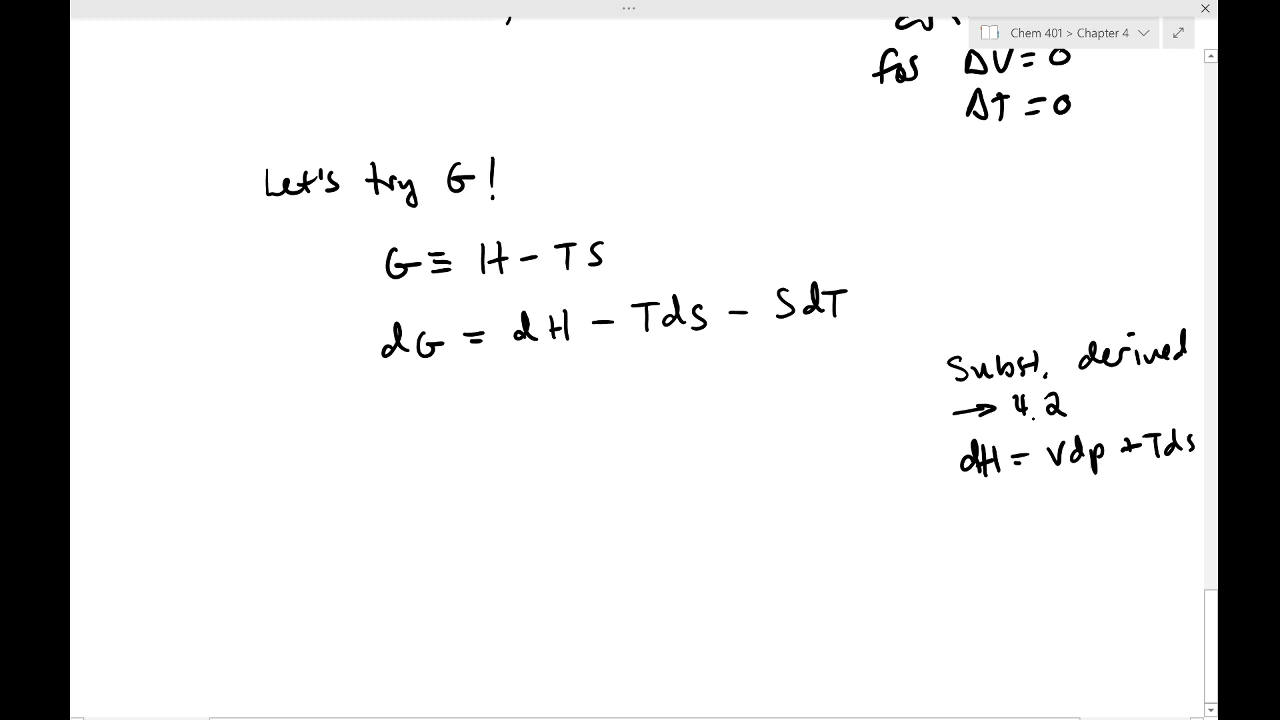 Chem 401 > Chapter 4
for ΔV = 0
ΔT = 0
Let's try G!
G ≡ H - TS
dG = dH - TdS - SdT
Subst. derived
→ 4.2
dH = Vdp + Tds